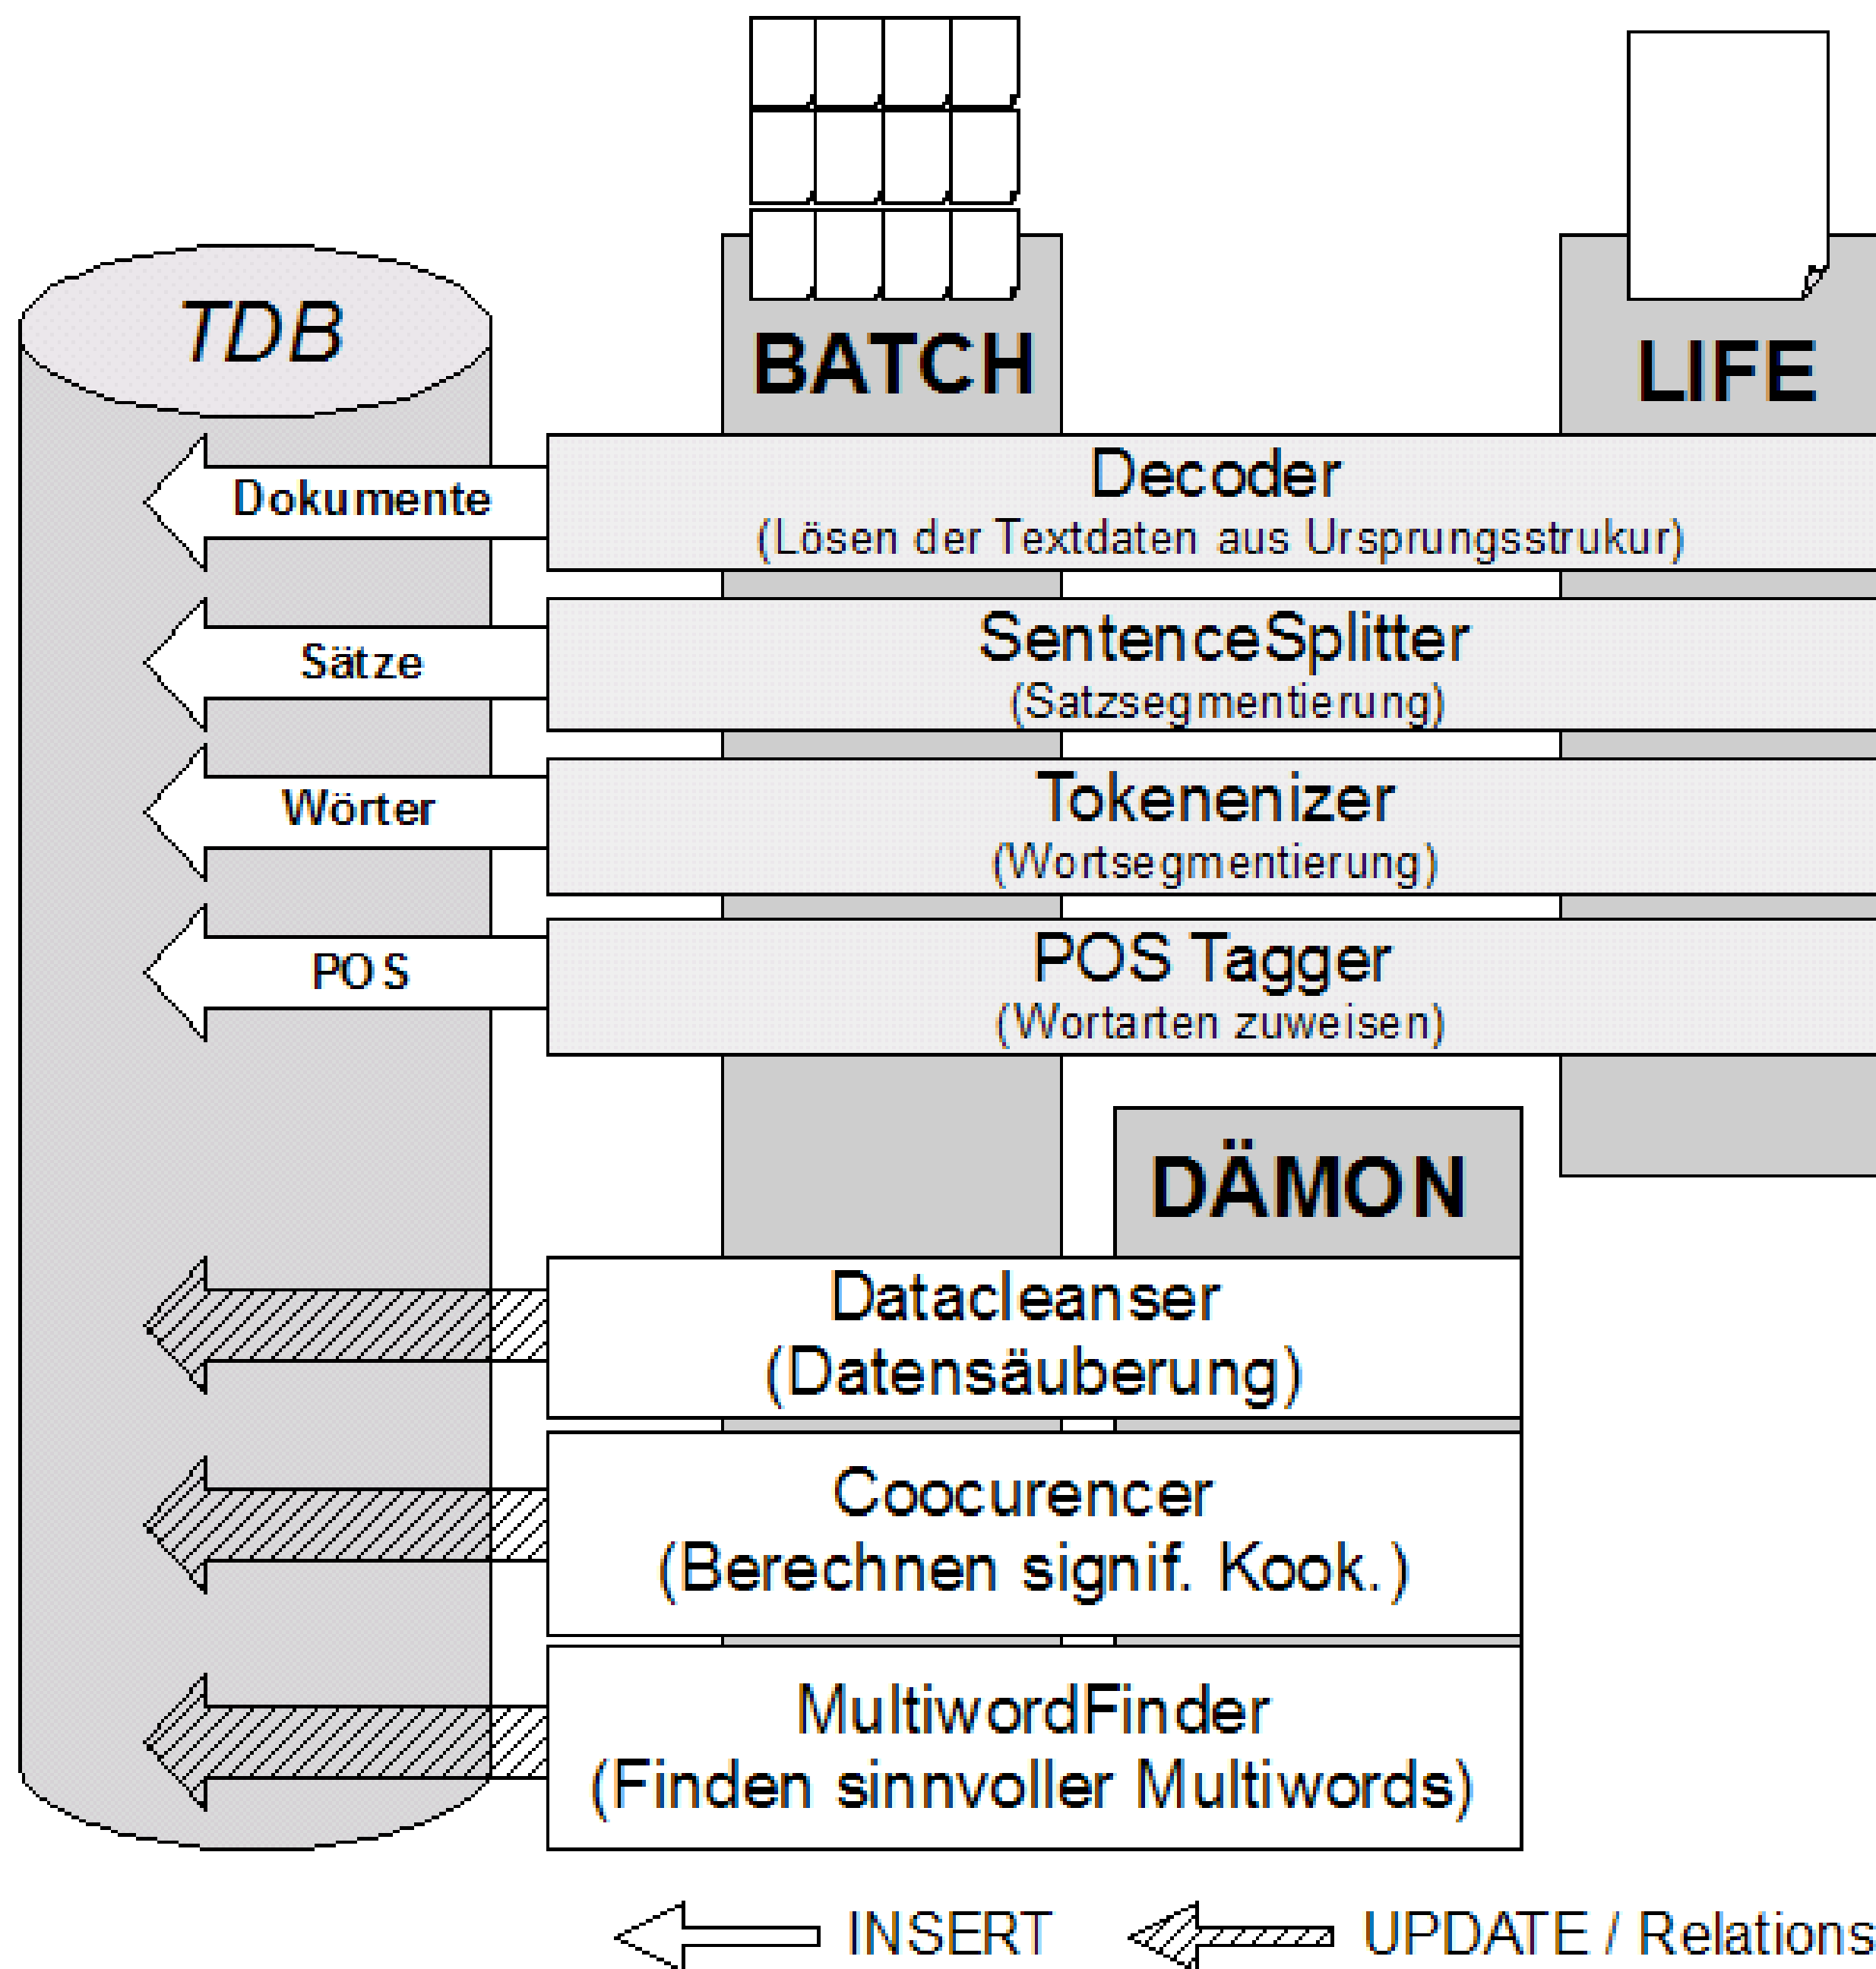 TDB
BATCH
LIFE
Dokumente
Decoder
(Lösen der Textdaten aus Ursprungsstrukur)
Sätze
SentenceSplitter
(Satzsegmentierung)
Wörter
Tokenenizer
(Wortsegmentierung)
POS
POS Tagger
(Wortarten zuweisen)
DÄMON
Datacleanser
(Datensäuberung)
Coocurencer
(Berechnen signif. Kook.)
MultiwordFinder
(Finden sinnvoller Multiwords)
INSERT
UPDATE / Relations